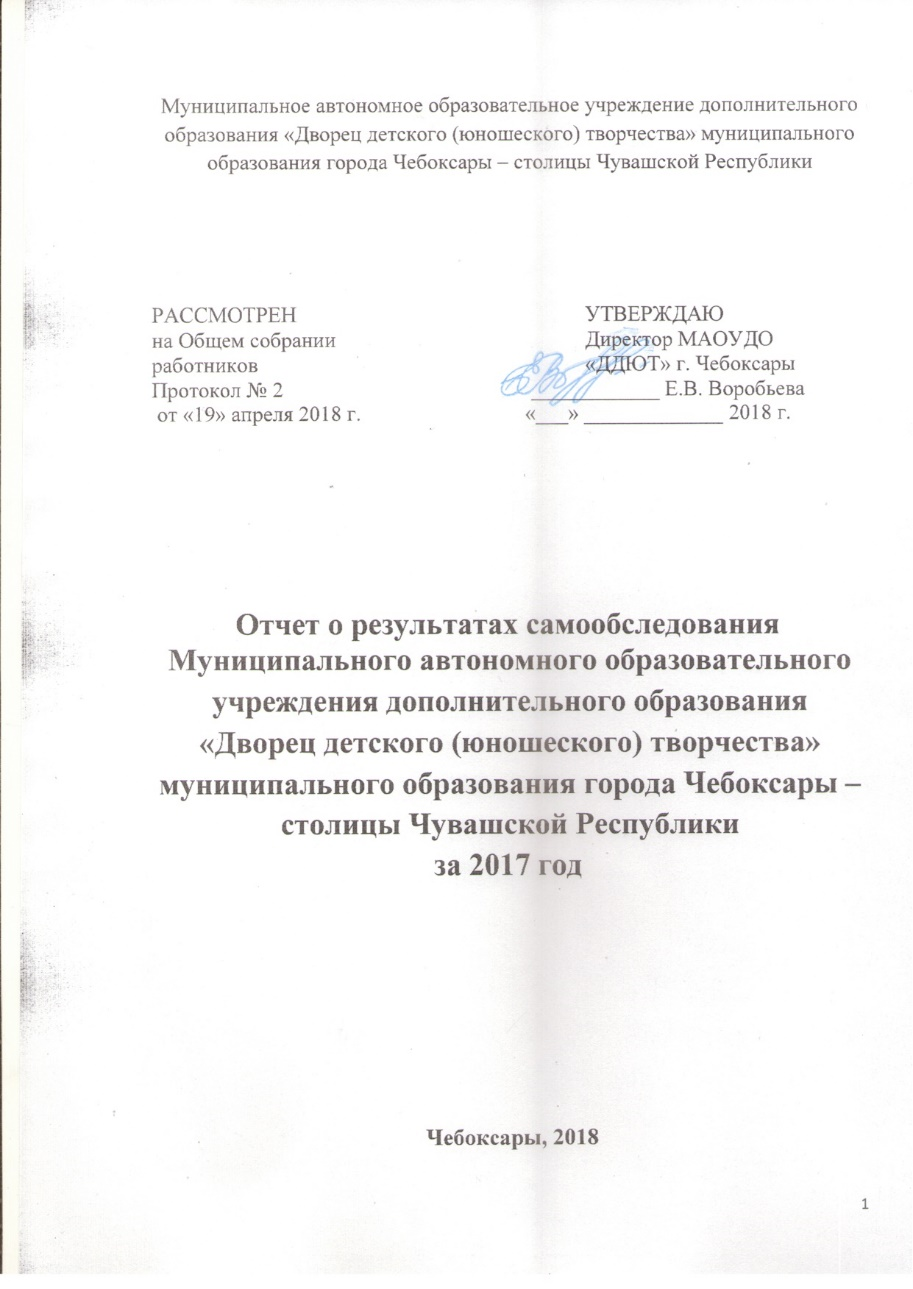 Муниципальное автономное образовательное учреждение дополнительного
образования «Дворец детского (юношеского) творчества» муниципального
образования города Чебоксары – столицы Чувашской Республики
РАССМОТРЕН
на Общем собрании
работников
Протокол № 2
от «19» апреля 2018 г.
УТВЕРЖДАЮ
Директор МАОУДО
«ДДЮТ» г. Чебоксары
____________ Е.В. Воробьева
«___» _____________ 2018 г.
Отчет о результатах самообследования
Муниципального автономного образовательного
учреждения дополнительного образования
«Дворец детского (юношеского) творчества»
муниципального образования города Чебоксары –
столицы Чувашской Республики
за 2017 год
Чебоксары, 2018
1